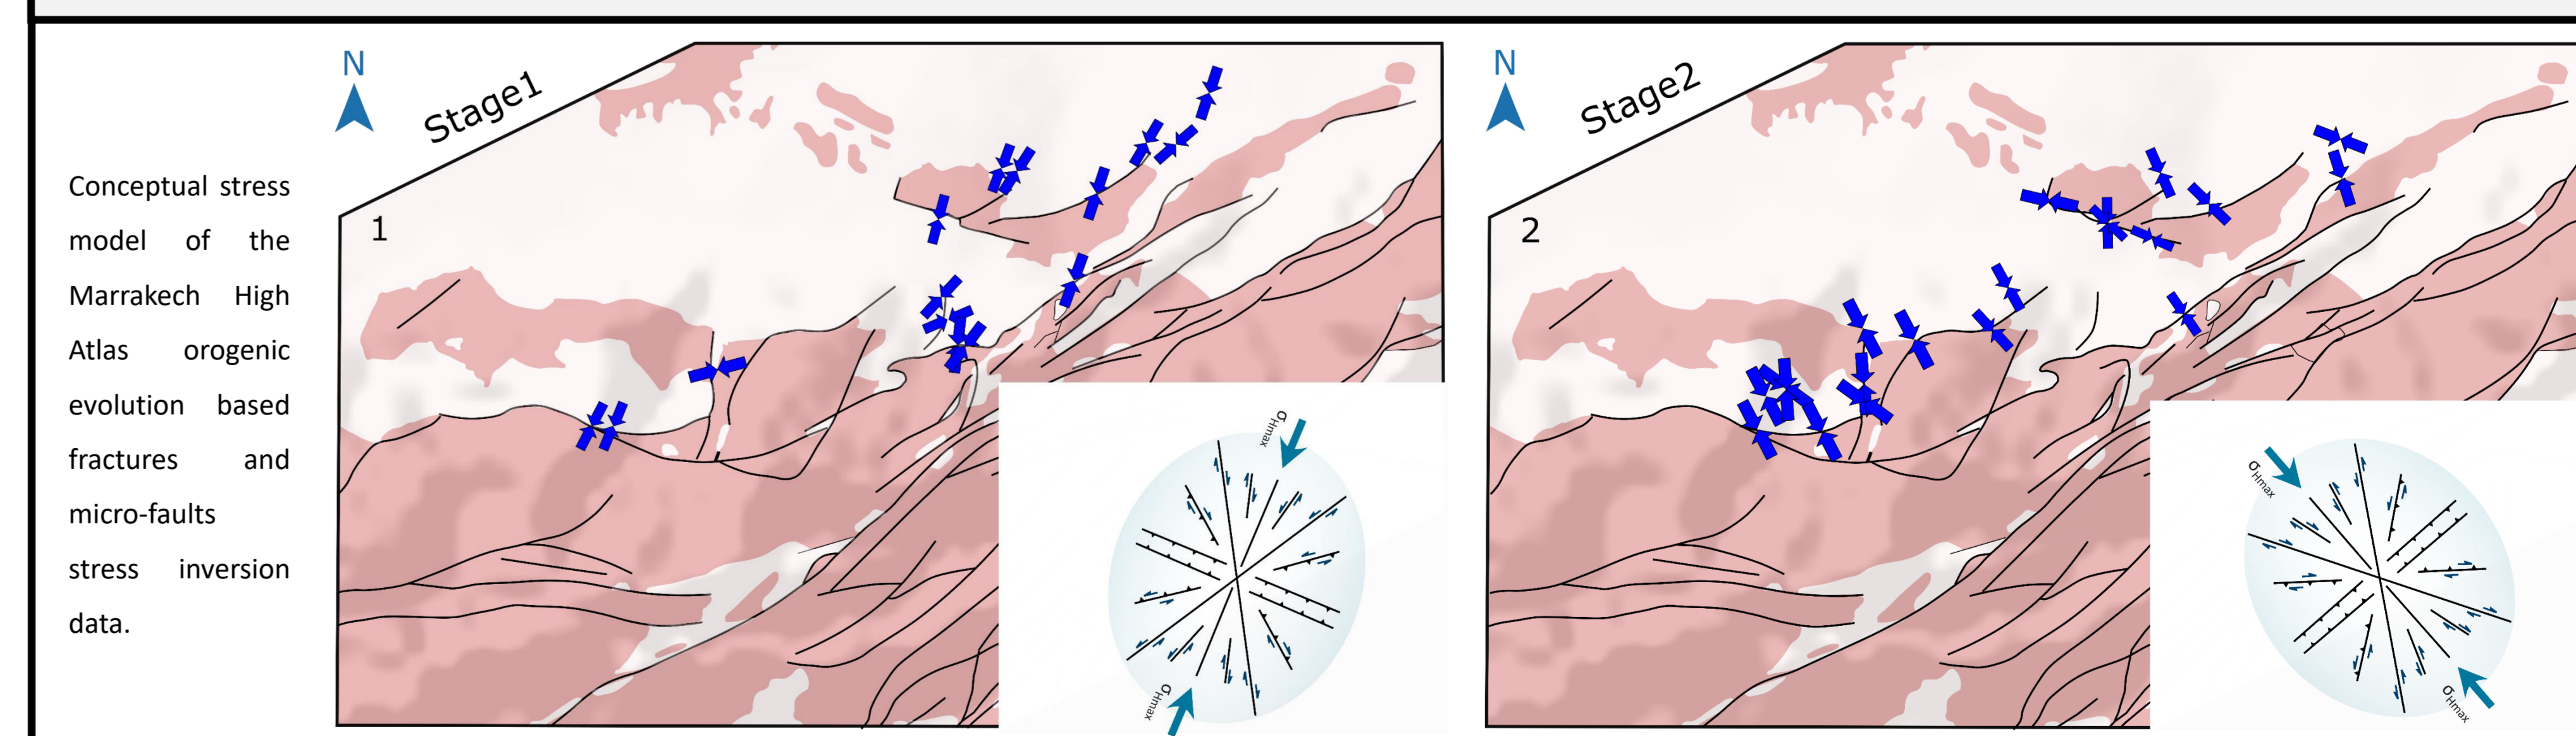 Conceptual stress
model of the
Marrakech High
Atlas orogenic
evolution based
fractures and
micro-faults
stress inversion
data.
N
Stage1
1
σHmax
σHmax
N
Stage2
2
σHmax
σHmax